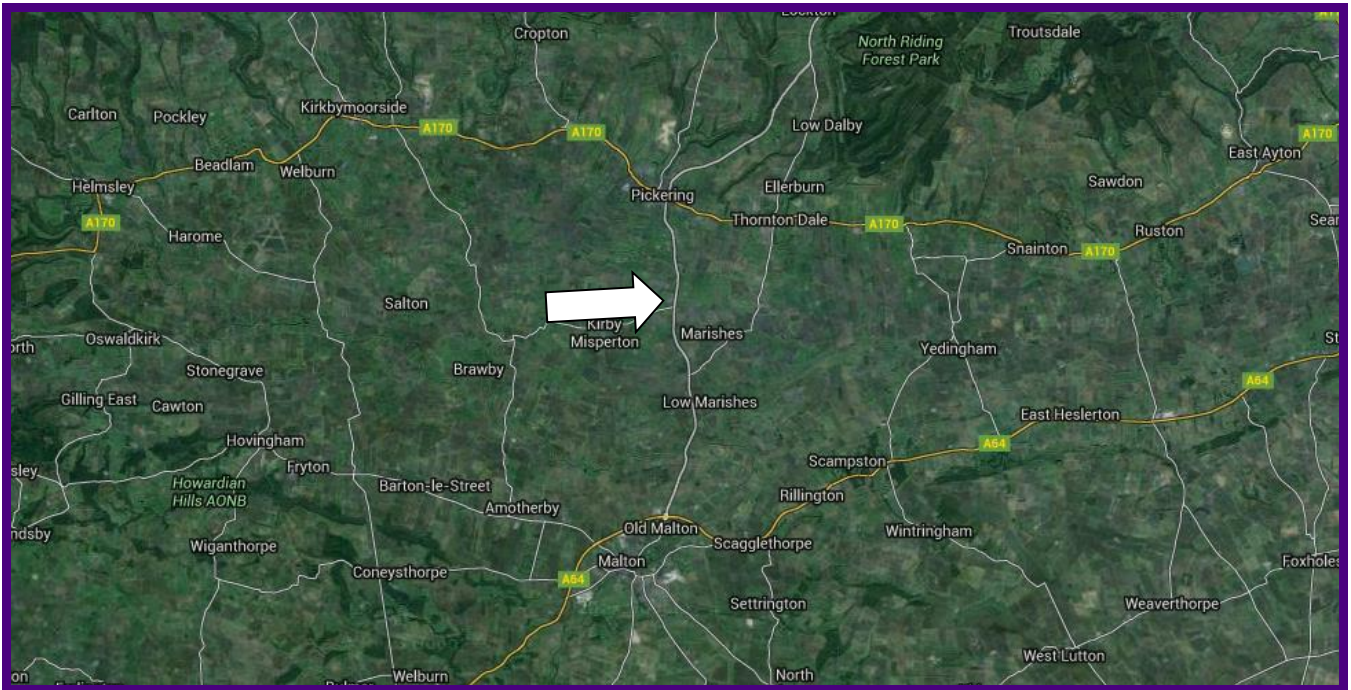 Cropton
North Riding
Forest Park
Troutsdale
Carlton
Pockley
Kirkbymoorside
A170
A170
Low Dalby
A170
East Ayton
Beadlam
Welburn
Helmsley
Pickering
Ellerburn
Sawdon
A170
Thornton Dale
A170
Harome
Snainton
A170
Ruston
Salton
Kirby
Misperton
Marishes
Oswaldkirk
Stonegrave
Brawby
Yedingham
A64
Gilling East
Cawton
Low Marishes
East Heslerton
Hovingham
A64
Fryton
Scampston
Howardian
Hills AONB
Barton-le-Street
Rillington
Amotherby
Old Malton
Wintringham
Wiganthorpe
Scagglethorpe
Malton
Coneysthorpe
A64
Foxholes
Settrington
Weaverthorpe
West Lutton
Welburn
North